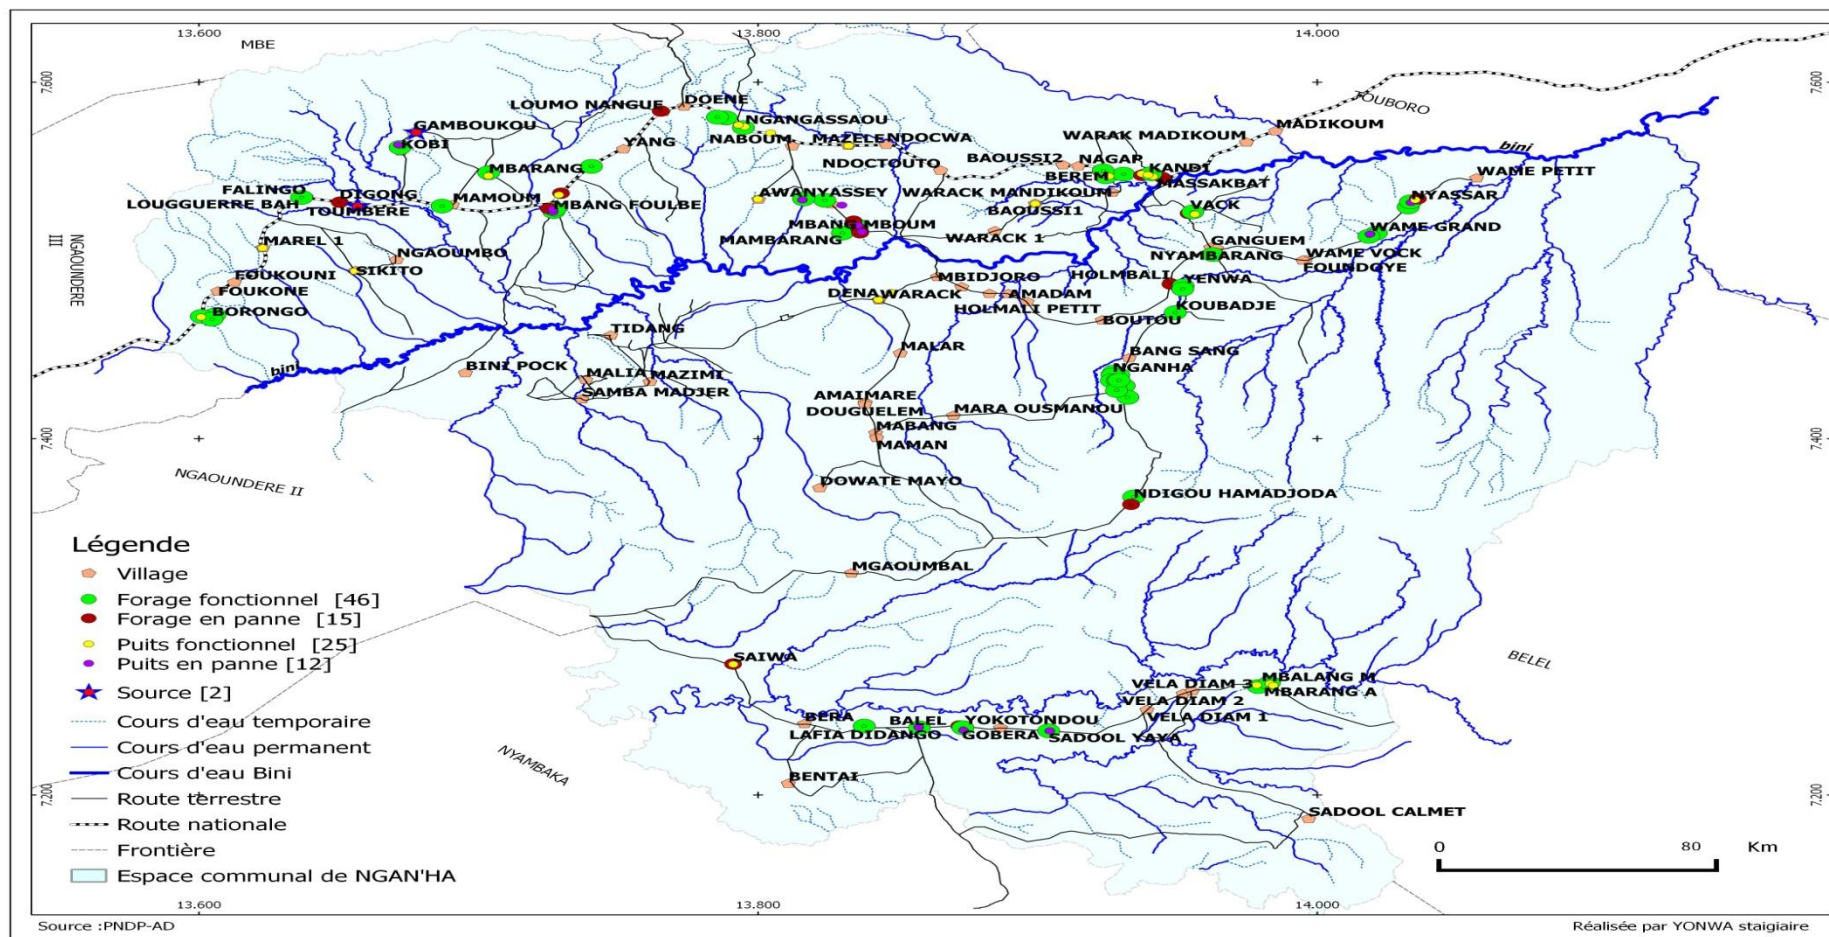 13.600
13.800
14.000
MBE
7.600
7.600
TOUBORO
LOUMO NANGUE
DOENE
GAMBOUKOU
NGANGASSAOU
KOBI
YANG
NABOUM
MAZELENDOCWA
WARAK MADIKOUM
MADIKOUM
bini
NDOCTOUTO
BAOUSSI2
NAGAP
KANDI
MBARANG
BEREM
MASSAKBAT
WAME PETIT
FALINGO
DIGONG
MAMOUM
AWANYASSEY
WARACK MANDIKOUM
NYASSAR
LOUGGUERRE BAH
TOUMBERE
MBANG FOULBE
BAOUSSI1
VACK
MBANG MBOUM
WAME GRAND
MAREL 1
NGAOUMBO
MAMBARANG
WARACK 1
GANGUEM
NYAMBARANG
WAME VOCK
FOUNDOYE
NGAOUNDERE III
SIKITO
FOUKOUNI
FOUKONE
MBIDJORO
HOLMBALI
YENWA
DENAWARACK
AMADAM
HOLMALI PETIT
KOUBADJE
BORONGO
BOUTOU
TIDANG
MALAR
BANG SANG
bini
BINI POCK
MALIA
MAZIMI
NGANHA
SAMBA MADJER
AMAIMARE
DOUGUELEM
MARA OUSMANOU
MABANG
MAMAN
7.400
7.400
NGAOUNDERE II
DOWATE MAYO
NDIGOU HAMADJODA
MGAOUMBAL
Légende
Village
Forage fonctionnel [46]
Forage en panne [15]
Puits fonctionnel [25]
Puits en panne [12]
Source [2]
Cours d'eau temporaire
Cours d'eau permanent
Cours d'eau Bini
Route terrestre
Route nationale
Frontière
Espace communal de NGAN'HA
SAIWA
BELEL
VELA DIAM 3
MBALANG M
MBARANG A
VELA DIAM 2
VELA DIAM 1
BERA
BALEL
YOKOTONDOU
LAFIA DIDANGO
GOBERA
SADOOL YAYA
NYAMBAKA
BENTAI
7.200
7.200
SADOOL CALMET
0 80 Km
13.600
13.800
14.000
Source :PNDP-AD
Réalisée par YONWA staigiaire